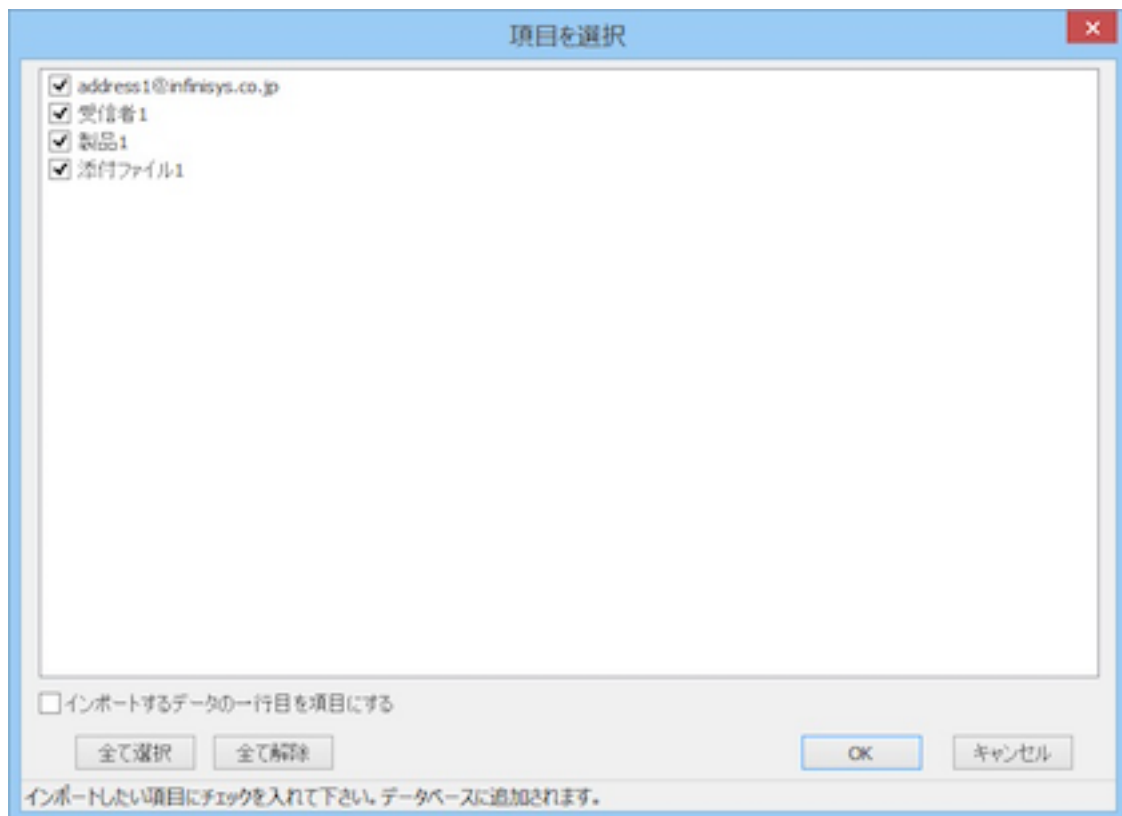 項目を選択
address1@infinisys.co.jp
受信者1
製品1
添付ファイル1
インポートするデータの一行目を項目にする
全て選択 全て解除 OK キャンセル
インポートしたい項目にチェックを入れて下さい。データベースに追加されます。